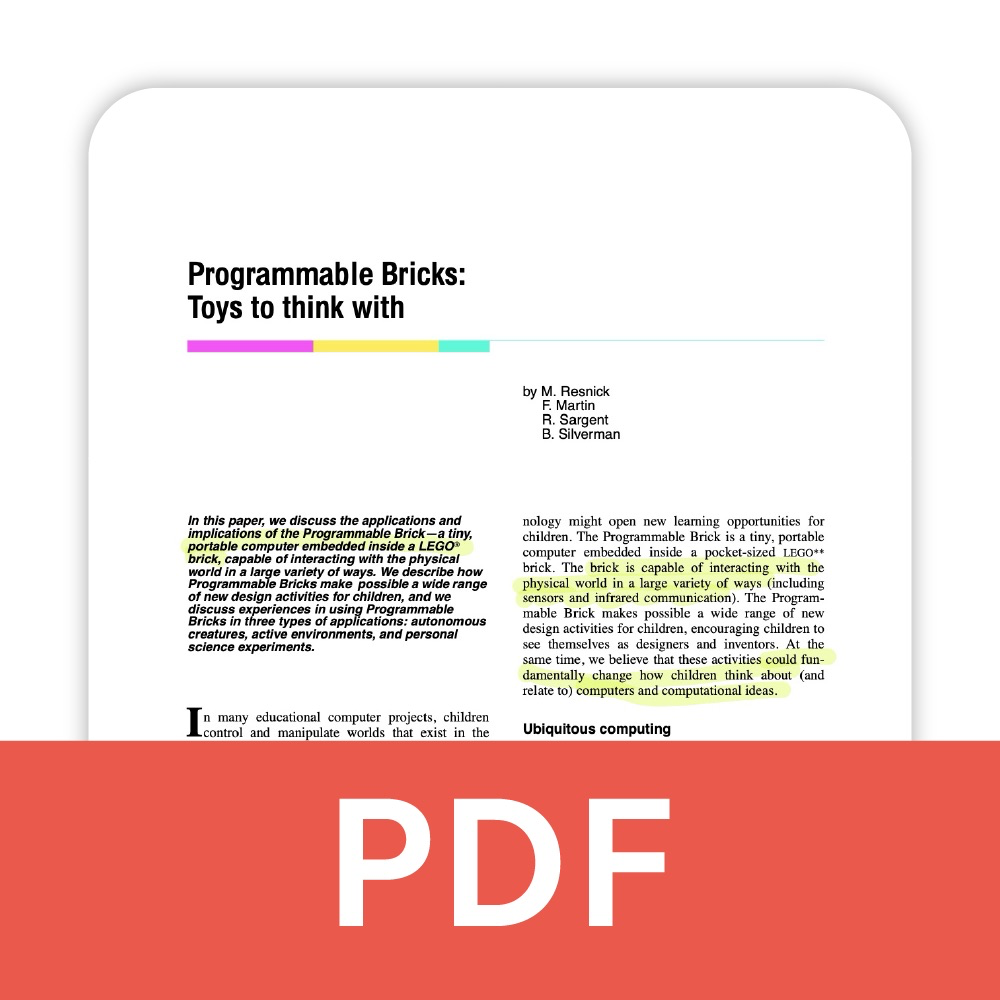 Programmable Bricks:
Toys to think with
by M. Resnick
F. Martin
R. Sargent
B. Silverman
In this paper, we discuss the applications and
implications of the Programmable Brick—a tiny,
portable computer embedded inside a LEGO®
brick, capable of interacting with the physical
world in a large variety of ways. We describe how
Programmable Bricks make possible a wide range
of new design activities for children, and we
discuss experiences in using Programmable
Bricks in three types of applications: autonomous
creatures, active environments, and personal
science experiments.
In many educational computer projects, children
control and manipulate worlds that exist in the
nology might open new learning opportunities for
children. The Programmable Brick is a tiny, portable
computer embedded inside a pocket-sized LEGO**
brick. The brick is capable of interacting with the
physical world in a large variety of ways (including
sensors and infrared communication). The Program-
mable Brick makes possible a wide range of new
design activities for children, encouraging children to
see themselves as designers and inventors. At the
same time, we believe that these activities could fun-
damentally change how children think about (and
relate to) computers and computational ideas.
Ubiquitous computing
PDF